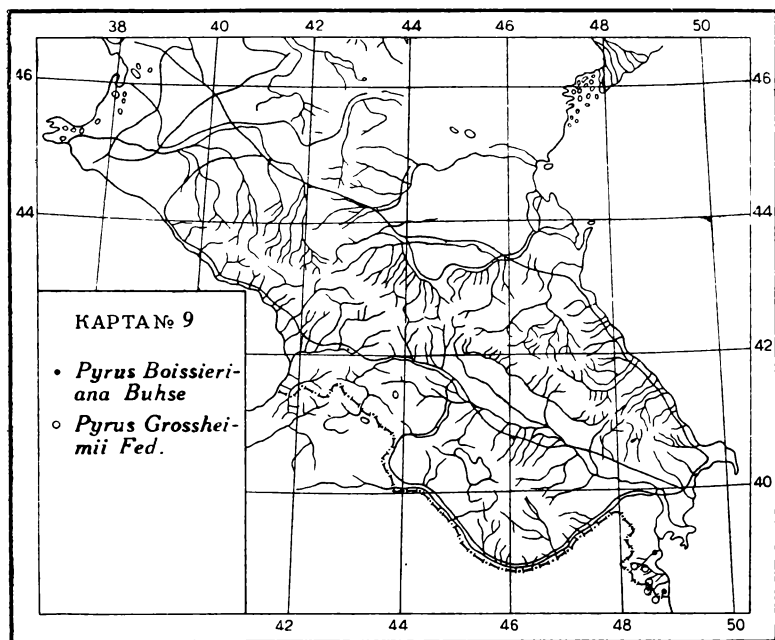 38 40 42 44 46 48 50
46 46
44 44
42
40
КАРТА № 9
• Pyrus Boissieri-
ana Buhse
○ Pyrus Grosshei-
mii Fed.
42 44 46 48 50